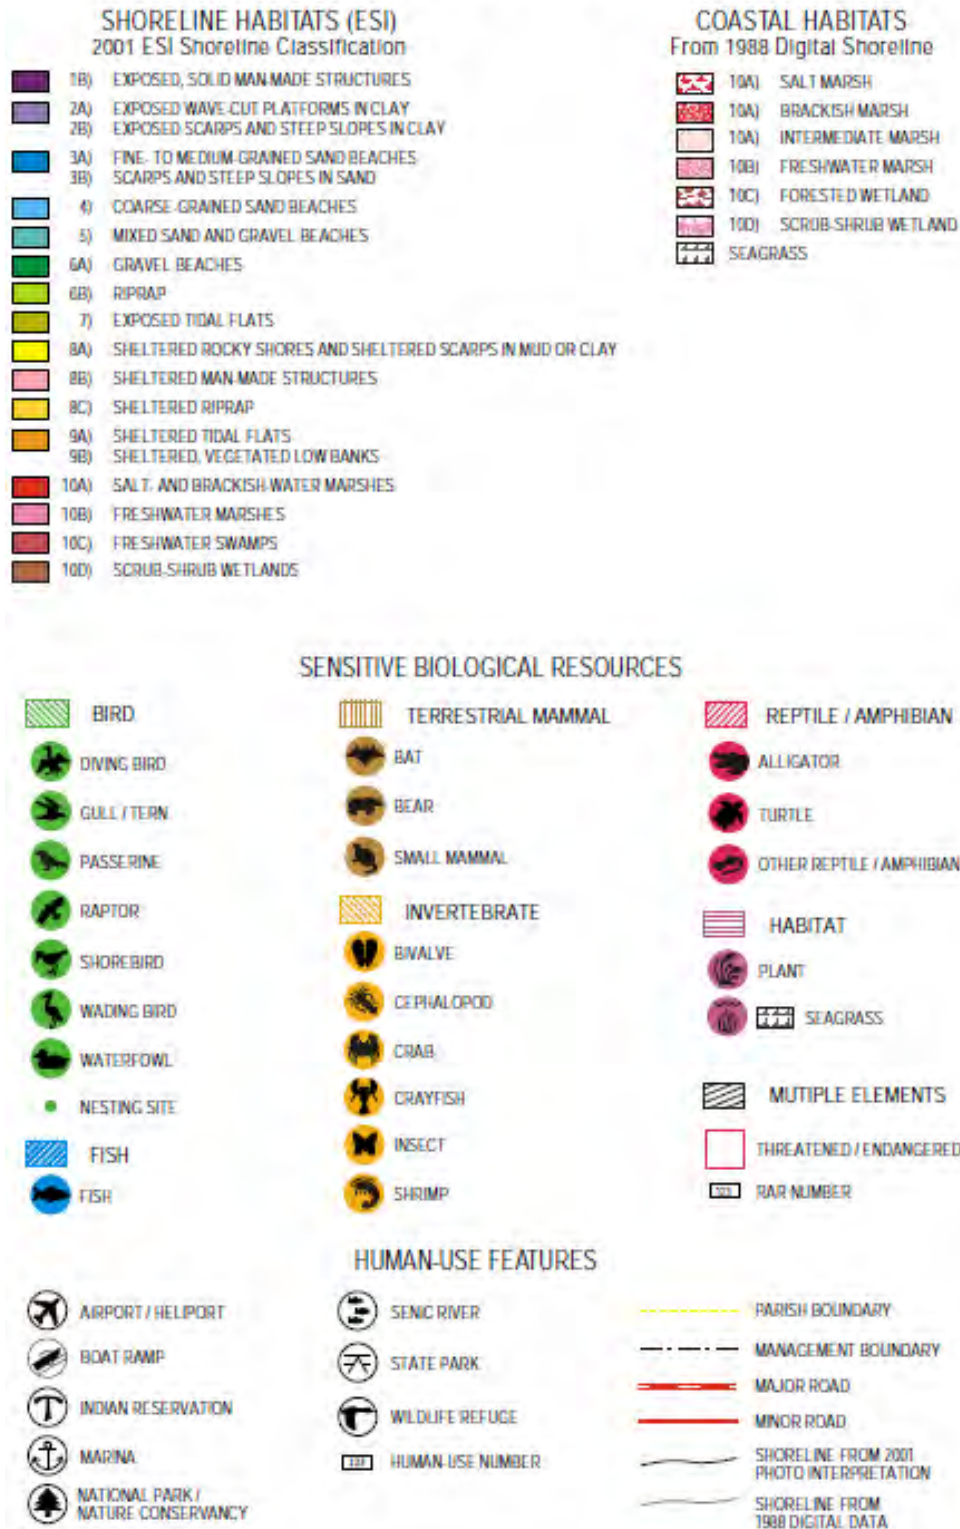 SHORELINE HABITATS (ESI)
2001 ESI Shoreline Classification
1B) EXPOSED, SOLID MAN-MADE STRUCTURES
2A) EXPOSED WAVE-CUT PLATFORMS IN CLAY
2B) EXPOSED SCARPS AND STEEP SLOPES IN CLAY
3A) FINE- TO MEDIUM-GRAINED SAND BEACHES
3B) SCARPS AND STEEP SLOPES IN SAND
4) COARSE-GRAINED SAND BEACHES
5) MIXED SAND AND GRAVEL BEACHES
6A) GRAVEL BEACHES
6B) RIPRAP
7) EXPOSED TIDAL FLATS
8A) SHELTERED ROCKY SHORES AND SHELTERED SCARPS IN MUD OR CLAY
8B) SHELTERED MAN-MADE STRUCTURES
8C) SHELTERED RIPRAP
9A) SHELTERED TIDAL FLATS
9B) SHELTERED, VEGETATED LOW BANKS
10A) SALT- AND BRACKISH-WATER MARSHES
10B) FRESHWATER MARSHES
10C) FRESHWATER SWAMPS
10D) SCRUB-SHRUB WETLANDS
COASTAL HABITATS
From 1988 Digital Shoreline
10A) SALT MARSH
10A) BRACKISH MARSH
10A) INTERMEDIATE MARSH
10B) FRESHWATER MARSH
10C) FORESTED WETLAND
10D) SCRUB-SHRUB WETLAND
SEAGRASS
SENSITIVE BIOLOGICAL RESOURCES
BIRD
DIVING BIRD
GULL / TERN
PASSERINE
RAPTOR
SHOREBIRD
WADING BIRD
WATERFOWL
NESTING SITE
FISH
FISH
TERRESTRIAL MAMMAL
BAT
BEAR
SMALL MAMMAL
INVERTEBRATE
BIVALVE
CEPHALOPOD
CRAB
CRAYFISH
INSECT
SHRIMP
REPTILE / AMPHIBIAN
ALLIGATOR
TURTLE
OTHER REPTILE / AMPHIBIAN
HABITAT
PLANT
SEAGRASS
MUTIPLE ELEMENTS
THREATENED / ENDANGERED
RAR NUMBER
HUMAN-USE FEATURES
AIRPORT / HELIPORT
BOAT RAMP
INDIAN RESERVATION
MARINA
NATIONAL PARK /
NATURE CONSERVANCY
SENIC RIVER
STATE PARK
WILDLIFE REFUGE
HUMAN-USE NUMBER
PARISH BOUNDARY
MANAGEMENT BOUNDARY
MAJOR ROAD
MINOR ROAD
SHORELINE FROM 2001
PHOTO INTERPRETATION
SHORELINE FROM
1988 DIGITAL DATA